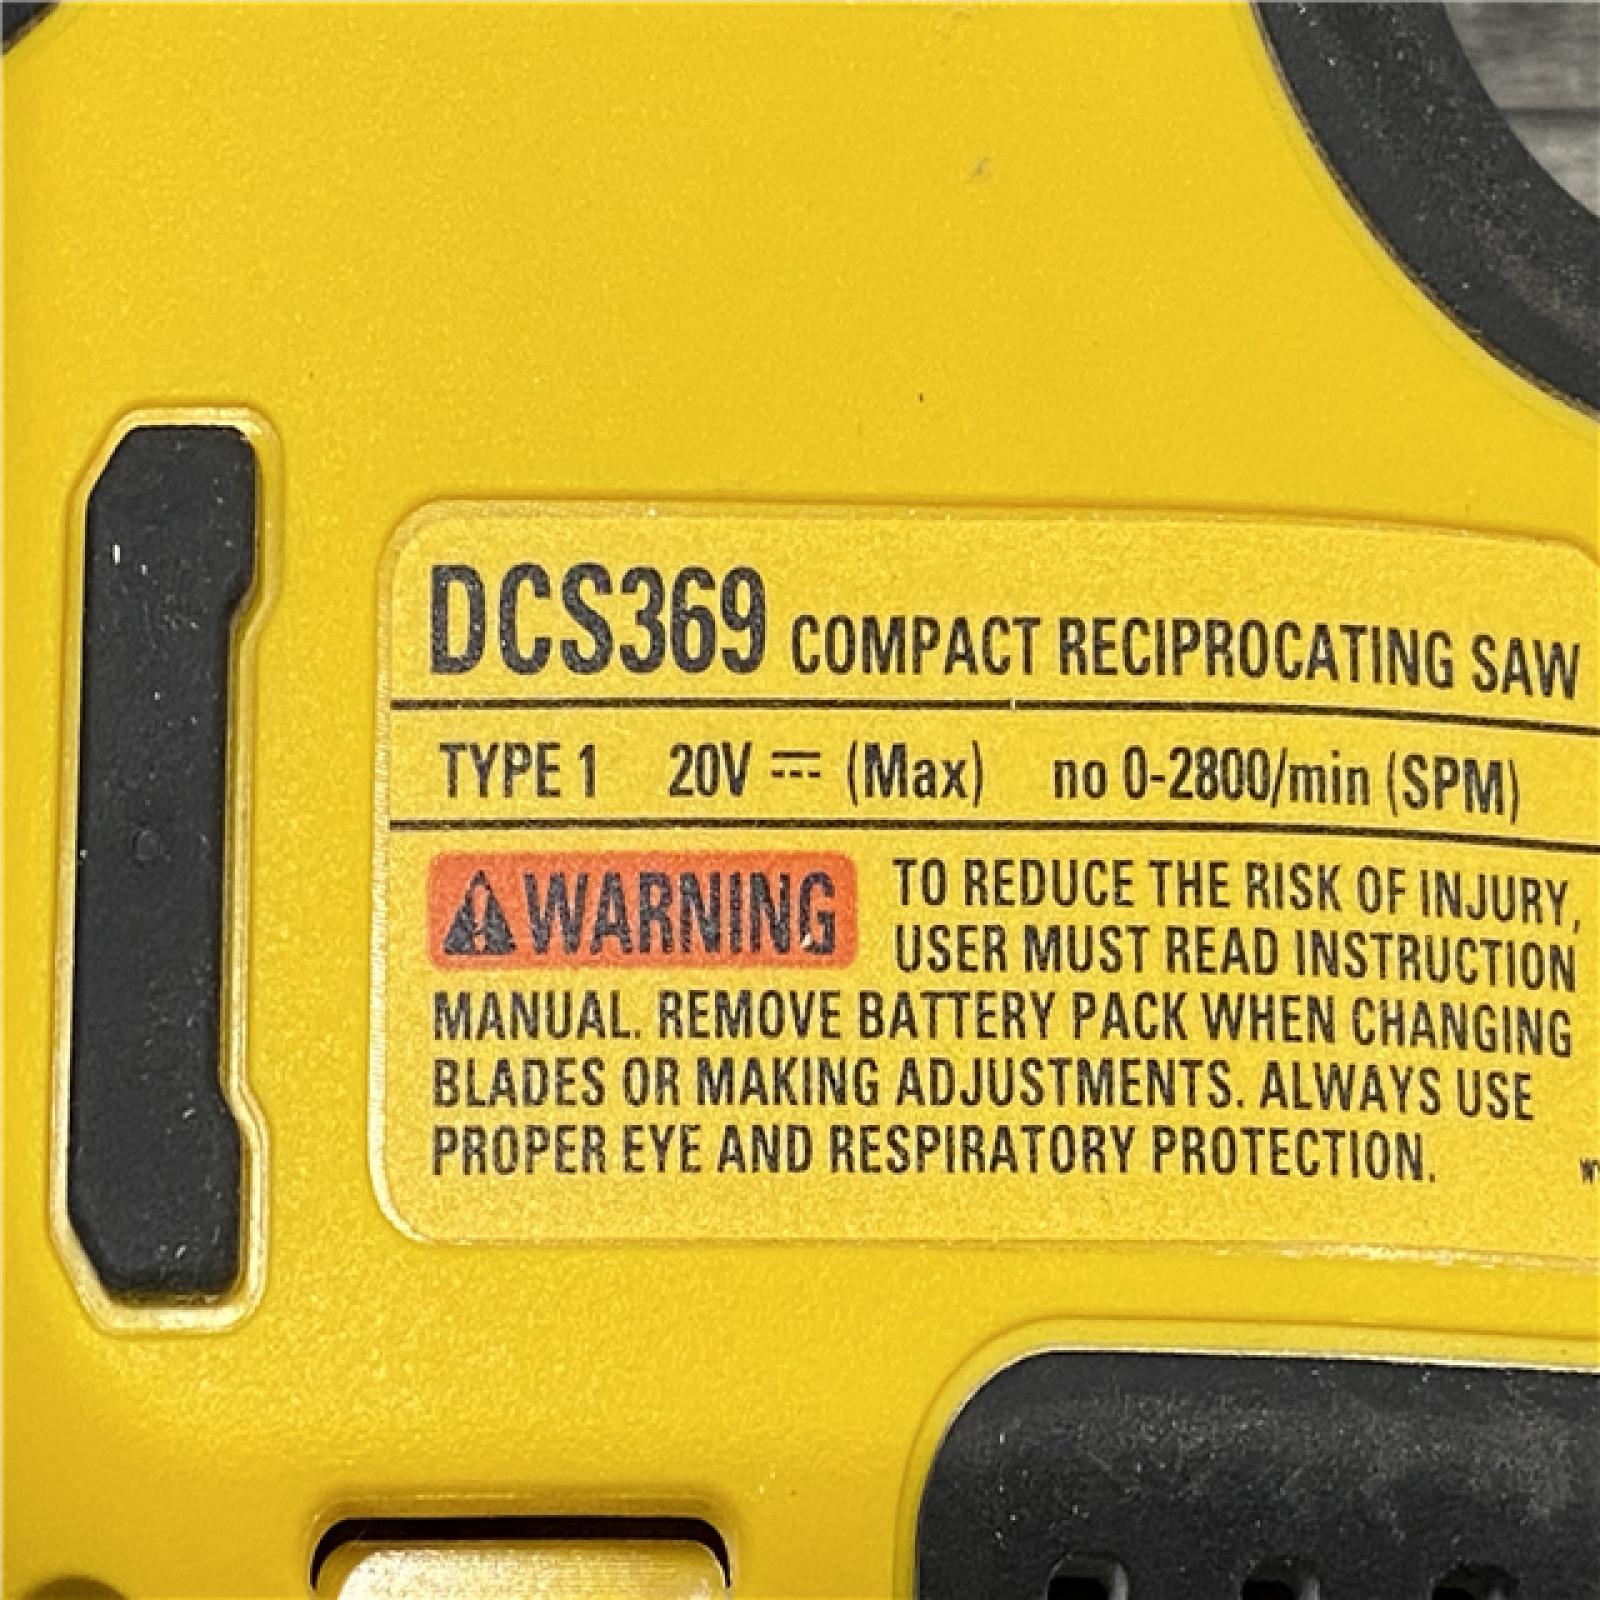 DCS369 COMPACT RECIPROCATING SAW
TYPE 1 20V ⎓ (Max) no 0-2800/min (SPM)
⚠WARNING TO REDUCE THE RISK OF INJURY,
USER MUST READ INSTRUCTION
MANUAL. REMOVE BATTERY PACK WHEN CHANGING
BLADES OR MAKING ADJUSTMENTS. ALWAYS USE
PROPER EYE AND RESPIRATORY PROTECTION.